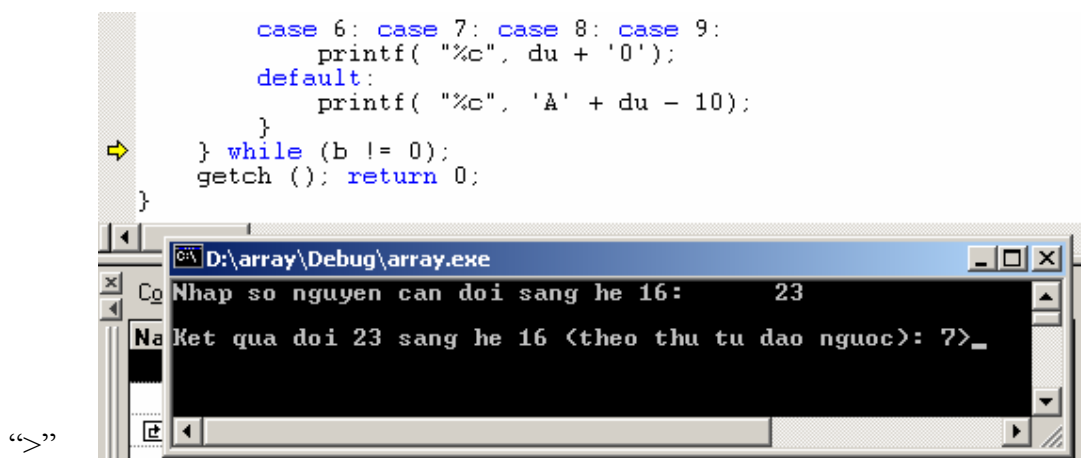 case 6: case 7: case 8: case 9:
printf( "%c", du + '0');
default:
printf( "%c", 'A' + du - 10);
}
} while (b != 0);
getch (); return 0;
}
D:\array\Debug\array.exe
Co
Nhap so nguyen can doi sang he 16: 23
Na
Ket qua doi 23 sang he 16 (theo thu tu dao nguoc): 7>_
“>”